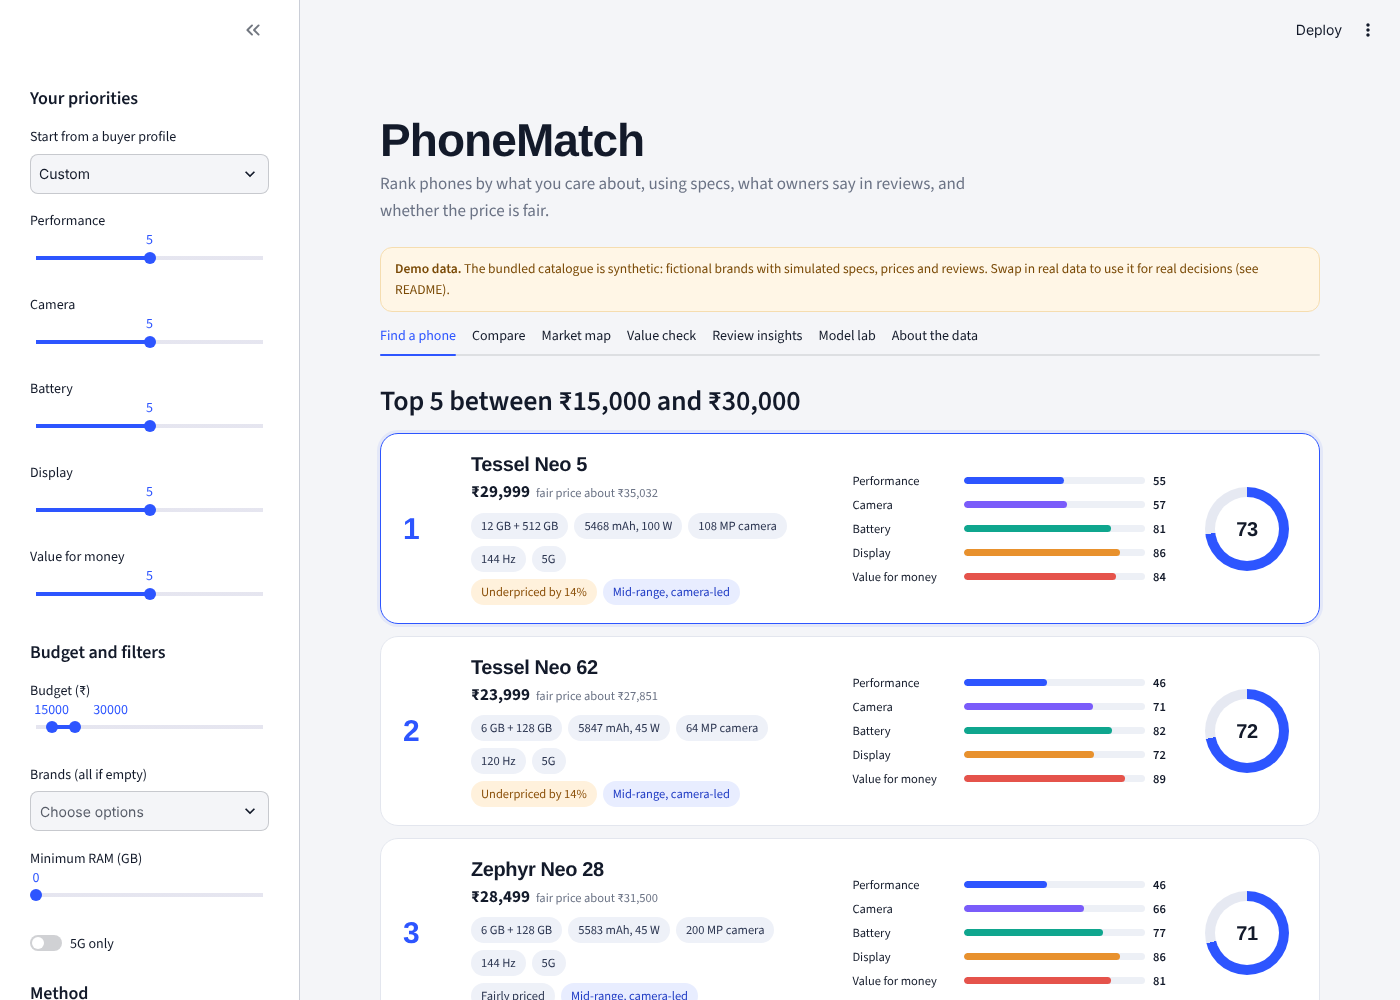 Deploy
Your priorities
Start from a buyer profile
Custom
Performance
5
Camera
5
Battery
5
Display
5
Value for money
5
Budget and filters
Budget (₹)
15000 30000
Brands (all if empty)
Choose options
Minimum RAM (GB)
0
5G only
Method
PhoneMatch
Rank phones by what you care about, using specs, what owners say in reviews, and
whether the price is fair.
Demo data. The bundled catalogue is synthetic: fictional brands with simulated specs, prices and reviews. Swap in real data to use it for real decisions (see
README).
Find a phone Compare Market map Value check Review insights Model lab About the data
Top 5 between ₹15,000 and ₹30,000
1
Tessel Neo 5
₹29,999 fair price about ₹35,032
12 GB + 512 GB 5468 mAh, 100 W 108 MP camera
144 Hz 5G
Underpriced by 14% Mid-range, camera-led
Performance 55
Camera 57
Battery 81
Display 86
Value for money 84
73
2
Tessel Neo 62
₹23,999 fair price about ₹27,851
6 GB + 128 GB 5847 mAh, 45 W 64 MP camera
120 Hz 5G
Underpriced by 14% Mid-range, camera-led
Performance 46
Camera 71
Battery 82
Display 72
Value for money 89
72
3
Zephyr Neo 28
₹28,499 fair price about ₹31,500
6 GB + 128 GB 5583 mAh, 45 W 200 MP camera
144 Hz 5G
Fairly priced Mid-range, camera-led
Performance 46
Camera 66
Battery 77
Display 86
Value for money 81
71